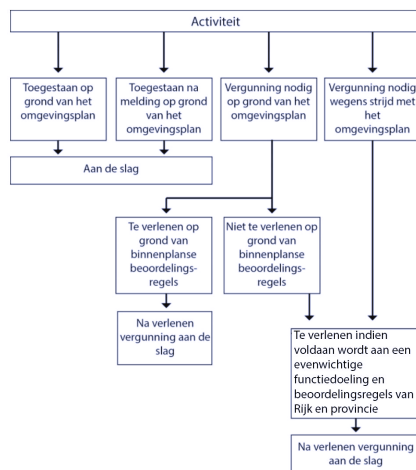 Activiteit
Toegestaan op
grond van het
omgevingsplan
Toegestaan na
melding op grond
van het
omgevingsplan
Vergunning nodig
op grond van het
omgevingsplan
Vergunning nodig
wegens strijd met
het
omgevingsplan
Aan de slag
Te verlenen op
grond van
binnenplanse
beoordelings-
regels
Niet te verlenen op
grond van
binnenplanse
beoordelings-
regels
Na verlenen
vergunning aan de
slag
Te verlenen indien
voldaan wordt aan een
evenwichtige
functiedoeling en
beoordelingsregels van
Rijk en provincie
Na verlenen vergunning
aan de slag